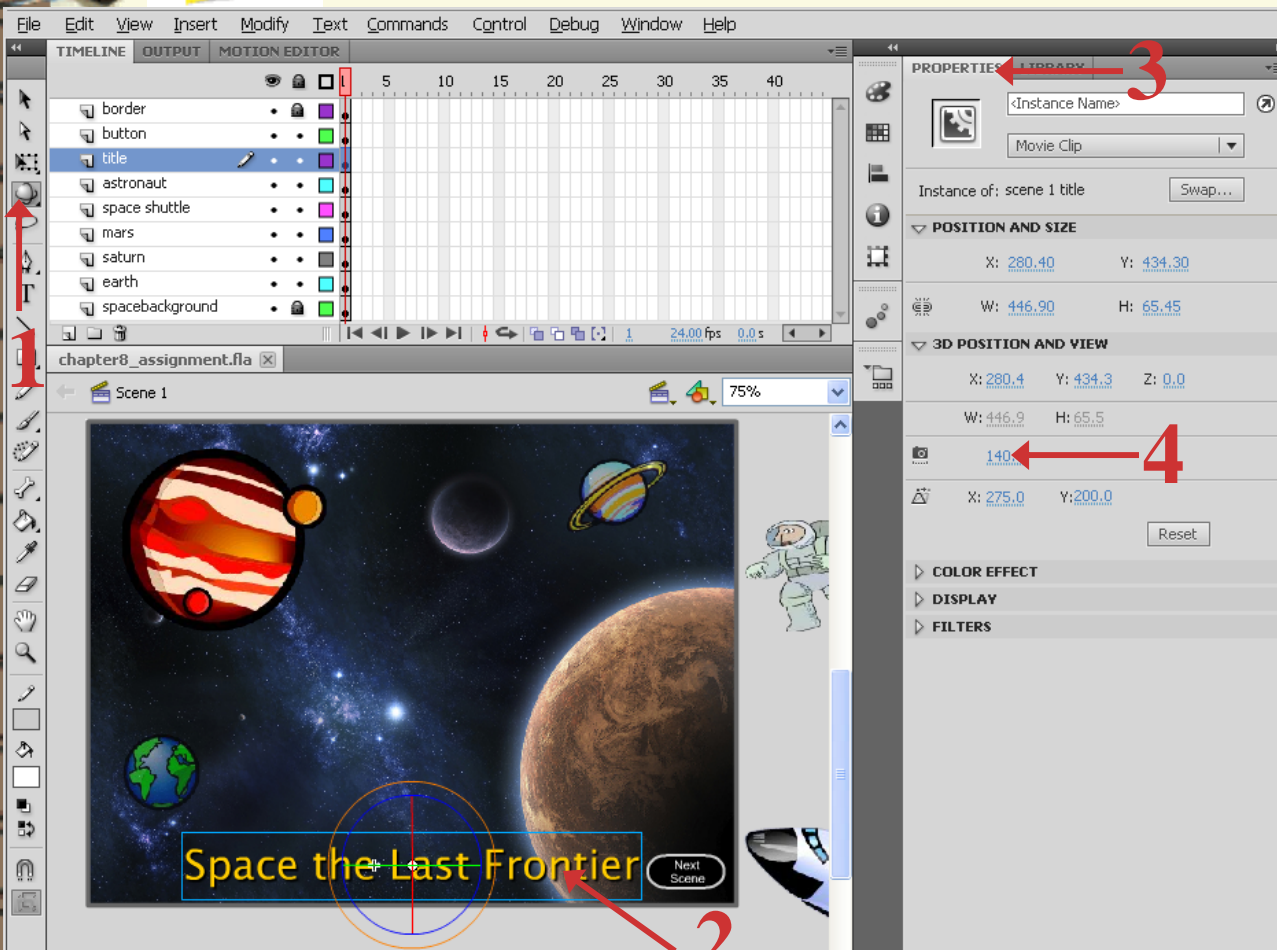 File Edit View Insert Modify Text Commands Control Debug Window Help
TIMELINE OUTPUT MOTION EDITOR
1 5 10 15 20 25 30 35 40
border
button
title
astronaut
space shuttle
mars
saturn
earth
spacebackground
1 24.00 fps 0.0 s
chapter8_assignment.fla
Scene 1 75%
Space the Last Frontier
Next
Scene
PROPERTIES LIBRARY
<Instance Name>
Movie Clip
Instance of: scene 1 title Swap...
POSITION AND SIZE
X: 280.40 Y: 434.30
W: 446.90 H: 65.45
3D POSITION AND VIEW
X: 280.4 Y: 434.3 Z: 0.0
W: 446.9 H: 65.5
140
X: 275.0 Y: 200.0
Reset
COLOR EFFECT
DISPLAY
FILTERS
T
1
2
3
4